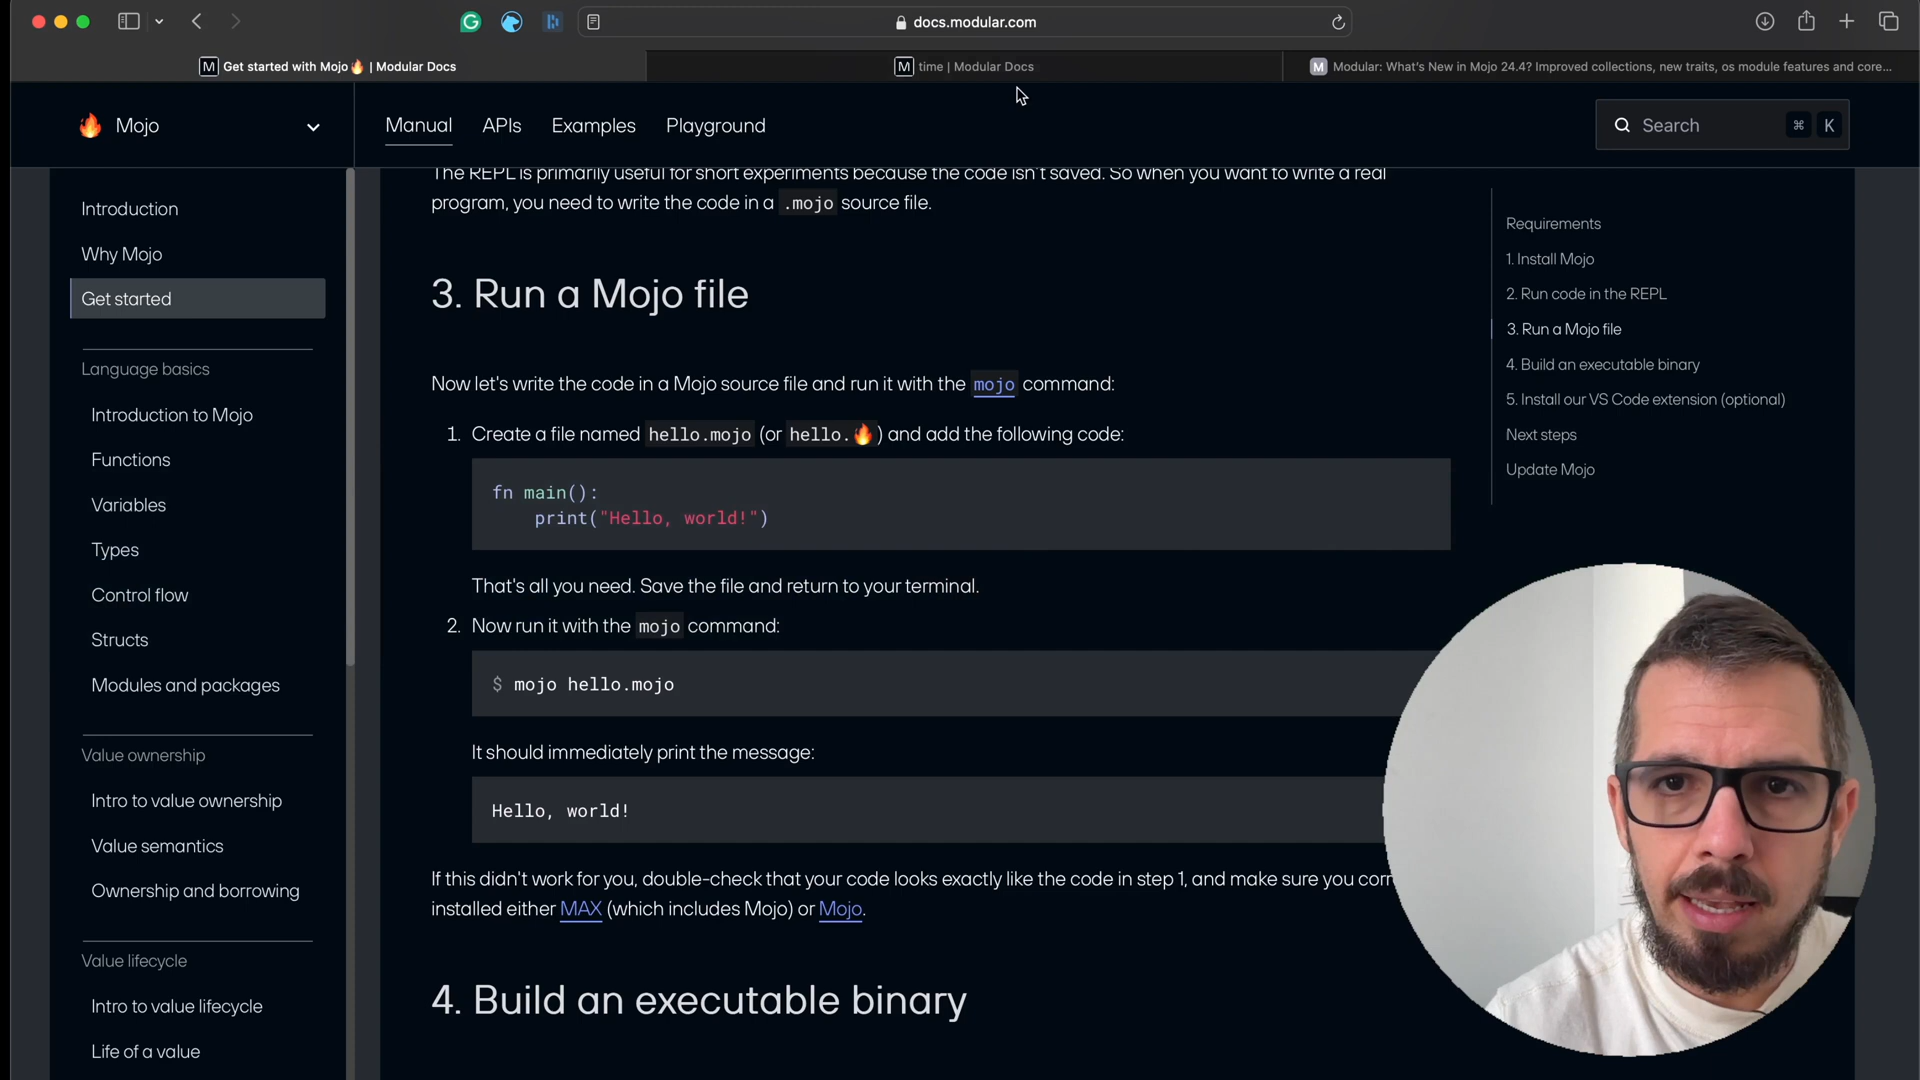 docs.modular.com
Get started with Mojo🔥 | Modular Docs
time | Modular Docs
Modular: What's New in Mojo 24.4? Improved collections, new traits, os module features and core...
🔥 Mojo
Manual
APIs
Examples
Playground
Search ⌘ K
Introduction
Why Mojo
Get started
Language basics
Introduction to Mojo
Functions
Variables
Types
Control flow
Structs
Modules and packages
Value ownership
Intro to value ownership
Value semantics
Ownership and borrowing
Value lifecycle
Intro to value lifecycle
Life of a value
The REPL is primarily useful for short experiments because the code isn't saved. So when you want to write a real
program, you need to write the code in a .mojo source file.
3. Run a Mojo file
Now let's write the code in a Mojo source file and run it with the mojo command:
1. Create a file named hello.mojo (or hello.🔥) and add the following code:
fn main():
print("Hello, world!")
That's all you need. Save the file and return to your terminal.
2. Now run it with the mojo command:
$ mojo hello.mojo
It should immediately print the message:
Hello, world!
If this didn't work for you, double-check that your code looks exactly like the code in step 1, and make sure you
installed either MAX (which includes Mojo) or Mojo.
4. Build an executable binary
Requirements
1. Install Mojo
2. Run code in the REPL
3. Run a Mojo file
4. Build an executable binary
5. Install our VS Code extension (optional)
Next steps
Update Mojo